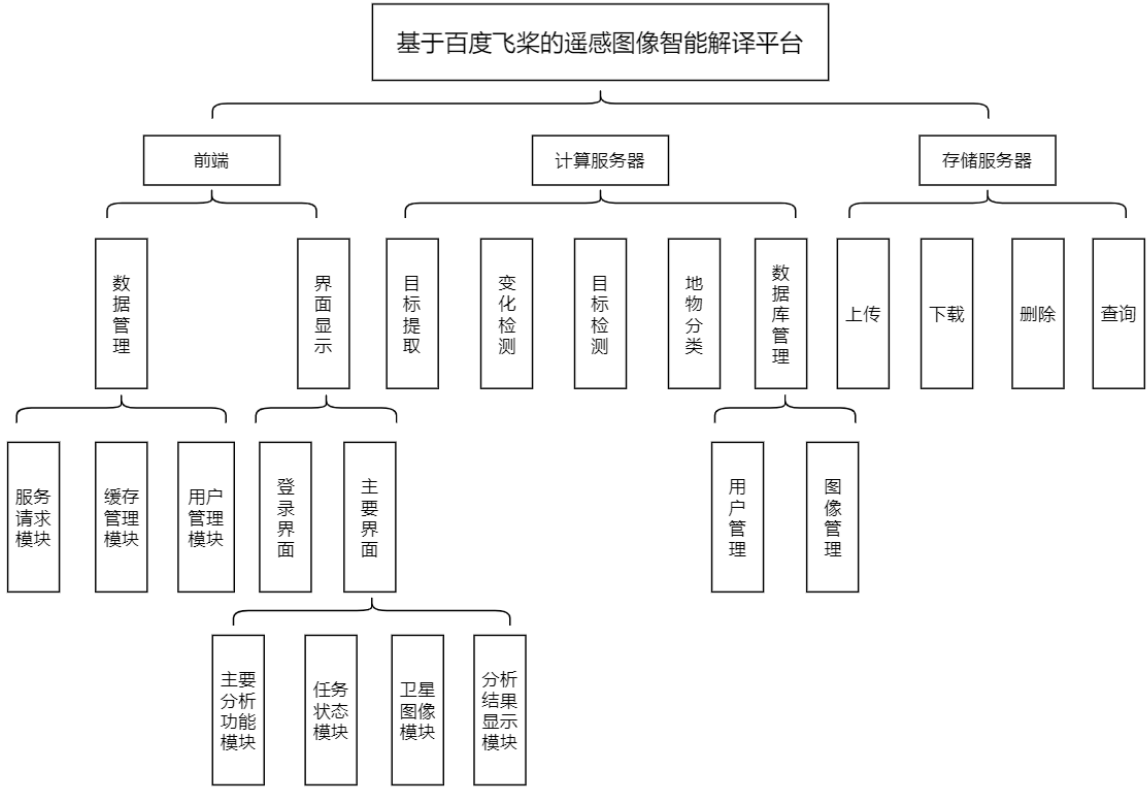 基于百度飞桨的遥感图像智能解译平台
前端
计算服务器
存储服务器
数据管理
界面显示
目标提取
变化检测
目标检测
地物分类
数据库管理
上传
下载
删除
查询
服务
请求
模块
缓存
管理
模块
用户
管理
模块
登录界面
主要界面
用户管理
图像管理
主要
分析
功能
模块
任务
状态
模块
卫星
图像
模块
分析
结果
显示
模块